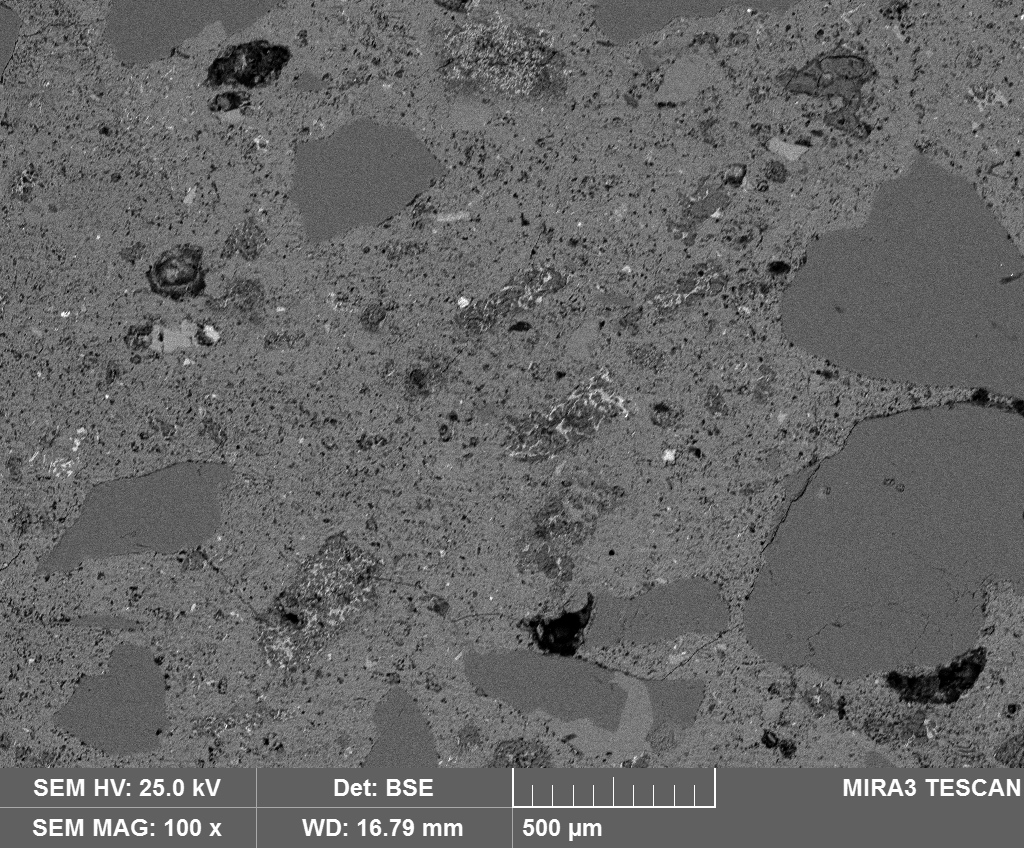 SEM HV: 25.0 kV
Det: BSE
MIRA3 TESCAN
SEM MAG: 100 x
WD: 16.79 mm
500 µm